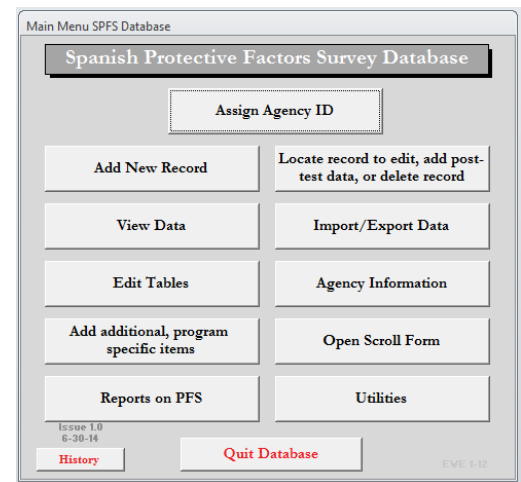 Main Menu SPFS Database
Spanish Protective Factors Survey Database
Assign Agency ID
Add New Record
Locate record to edit, add post-
test data, or delete record
View Data
Import/Export Data
Edit Tables
Agency Information
Add additional, program
specific items
Open Scroll Form
Reports on PFS
Utilities
Issue 1.0
6-30-14
History
Quit Database
EWE 1-12